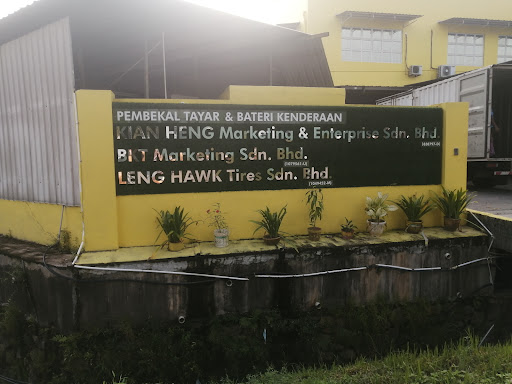 PEMBEKAL TAYAR & BATERI KENDERAAN
KIAN HENG Marketing & Enterprise Sdn. Bhd.
BKT Marketing Sdn. Bhd.
LENG HAWK Tires Sdn. Bhd.